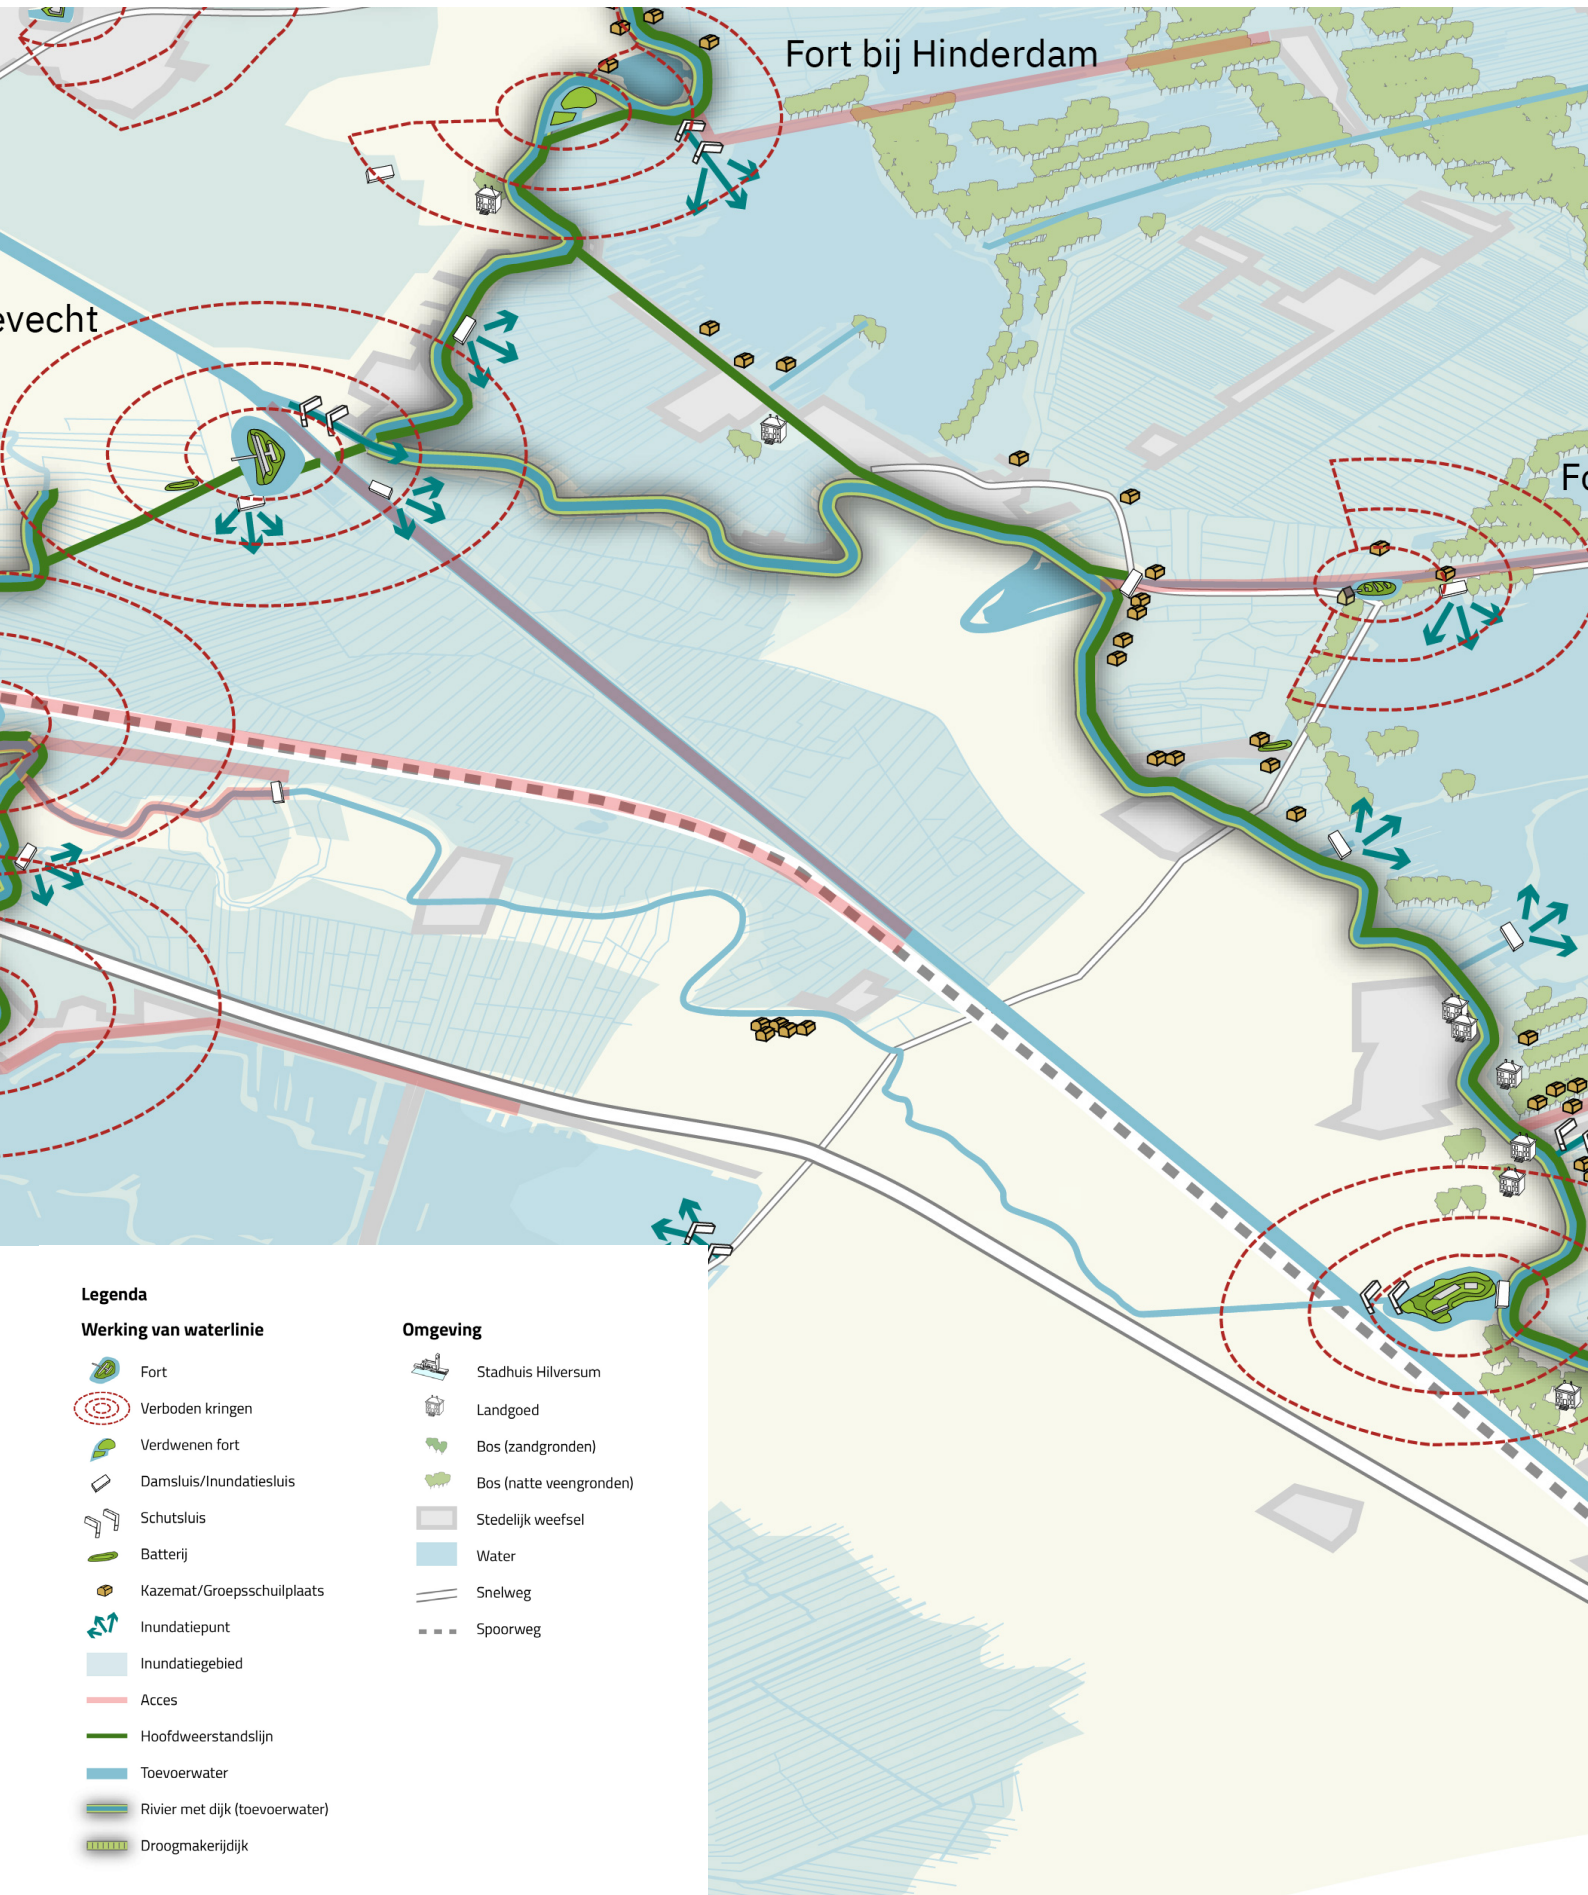 Fort bij Hinderdam
evecht
Fo
Legenda
Werking van waterlinie
Fort
Verboden kringen
Verdwenen fort
Damsluis/Inundatiesluis
Schutsluis
Batterij
Kazemat/Groepsschuilplaats
Inundatiepunt
Inundatiegebied
Acces
Hoofdweerstandslijn
Toevoerwater
Rivier met dijk (toevoerwater)
Droogmakerijdijk
Omgeving
Stadhuis Hilversum
Landgoed
Bos (zandgronden)
Bos (natte veengronden)
Stedelijk weefsel
Water
Snelweg
Spoorweg